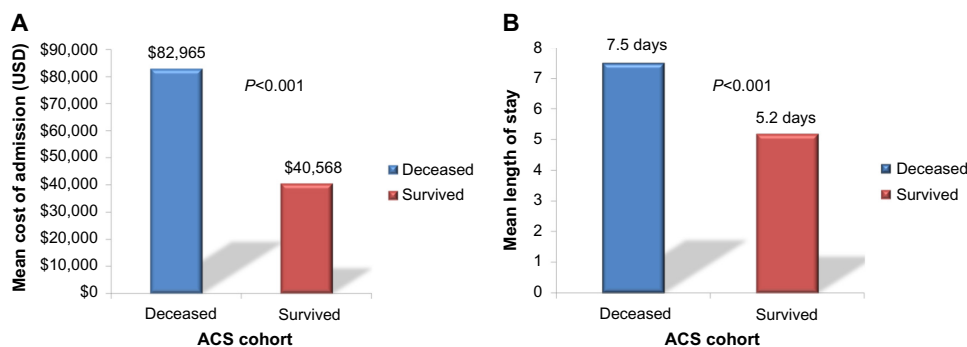 A
Mean cost of admission (USD)
$90,000
$80,000
$70,000
$60,000
$50,000
$40,000
$30,000
$20,000
$10,000
$0
$82,965
P<0.001
$40,568
Deceased
Survived
Deceased
Survived
ACS cohort
B
Mean length of stay
8
7
6
5
4
3
2
1
0
7.5 days
P<0.001
5.2 days
Deceased
Survived
Deceased
Survived
ACS cohort